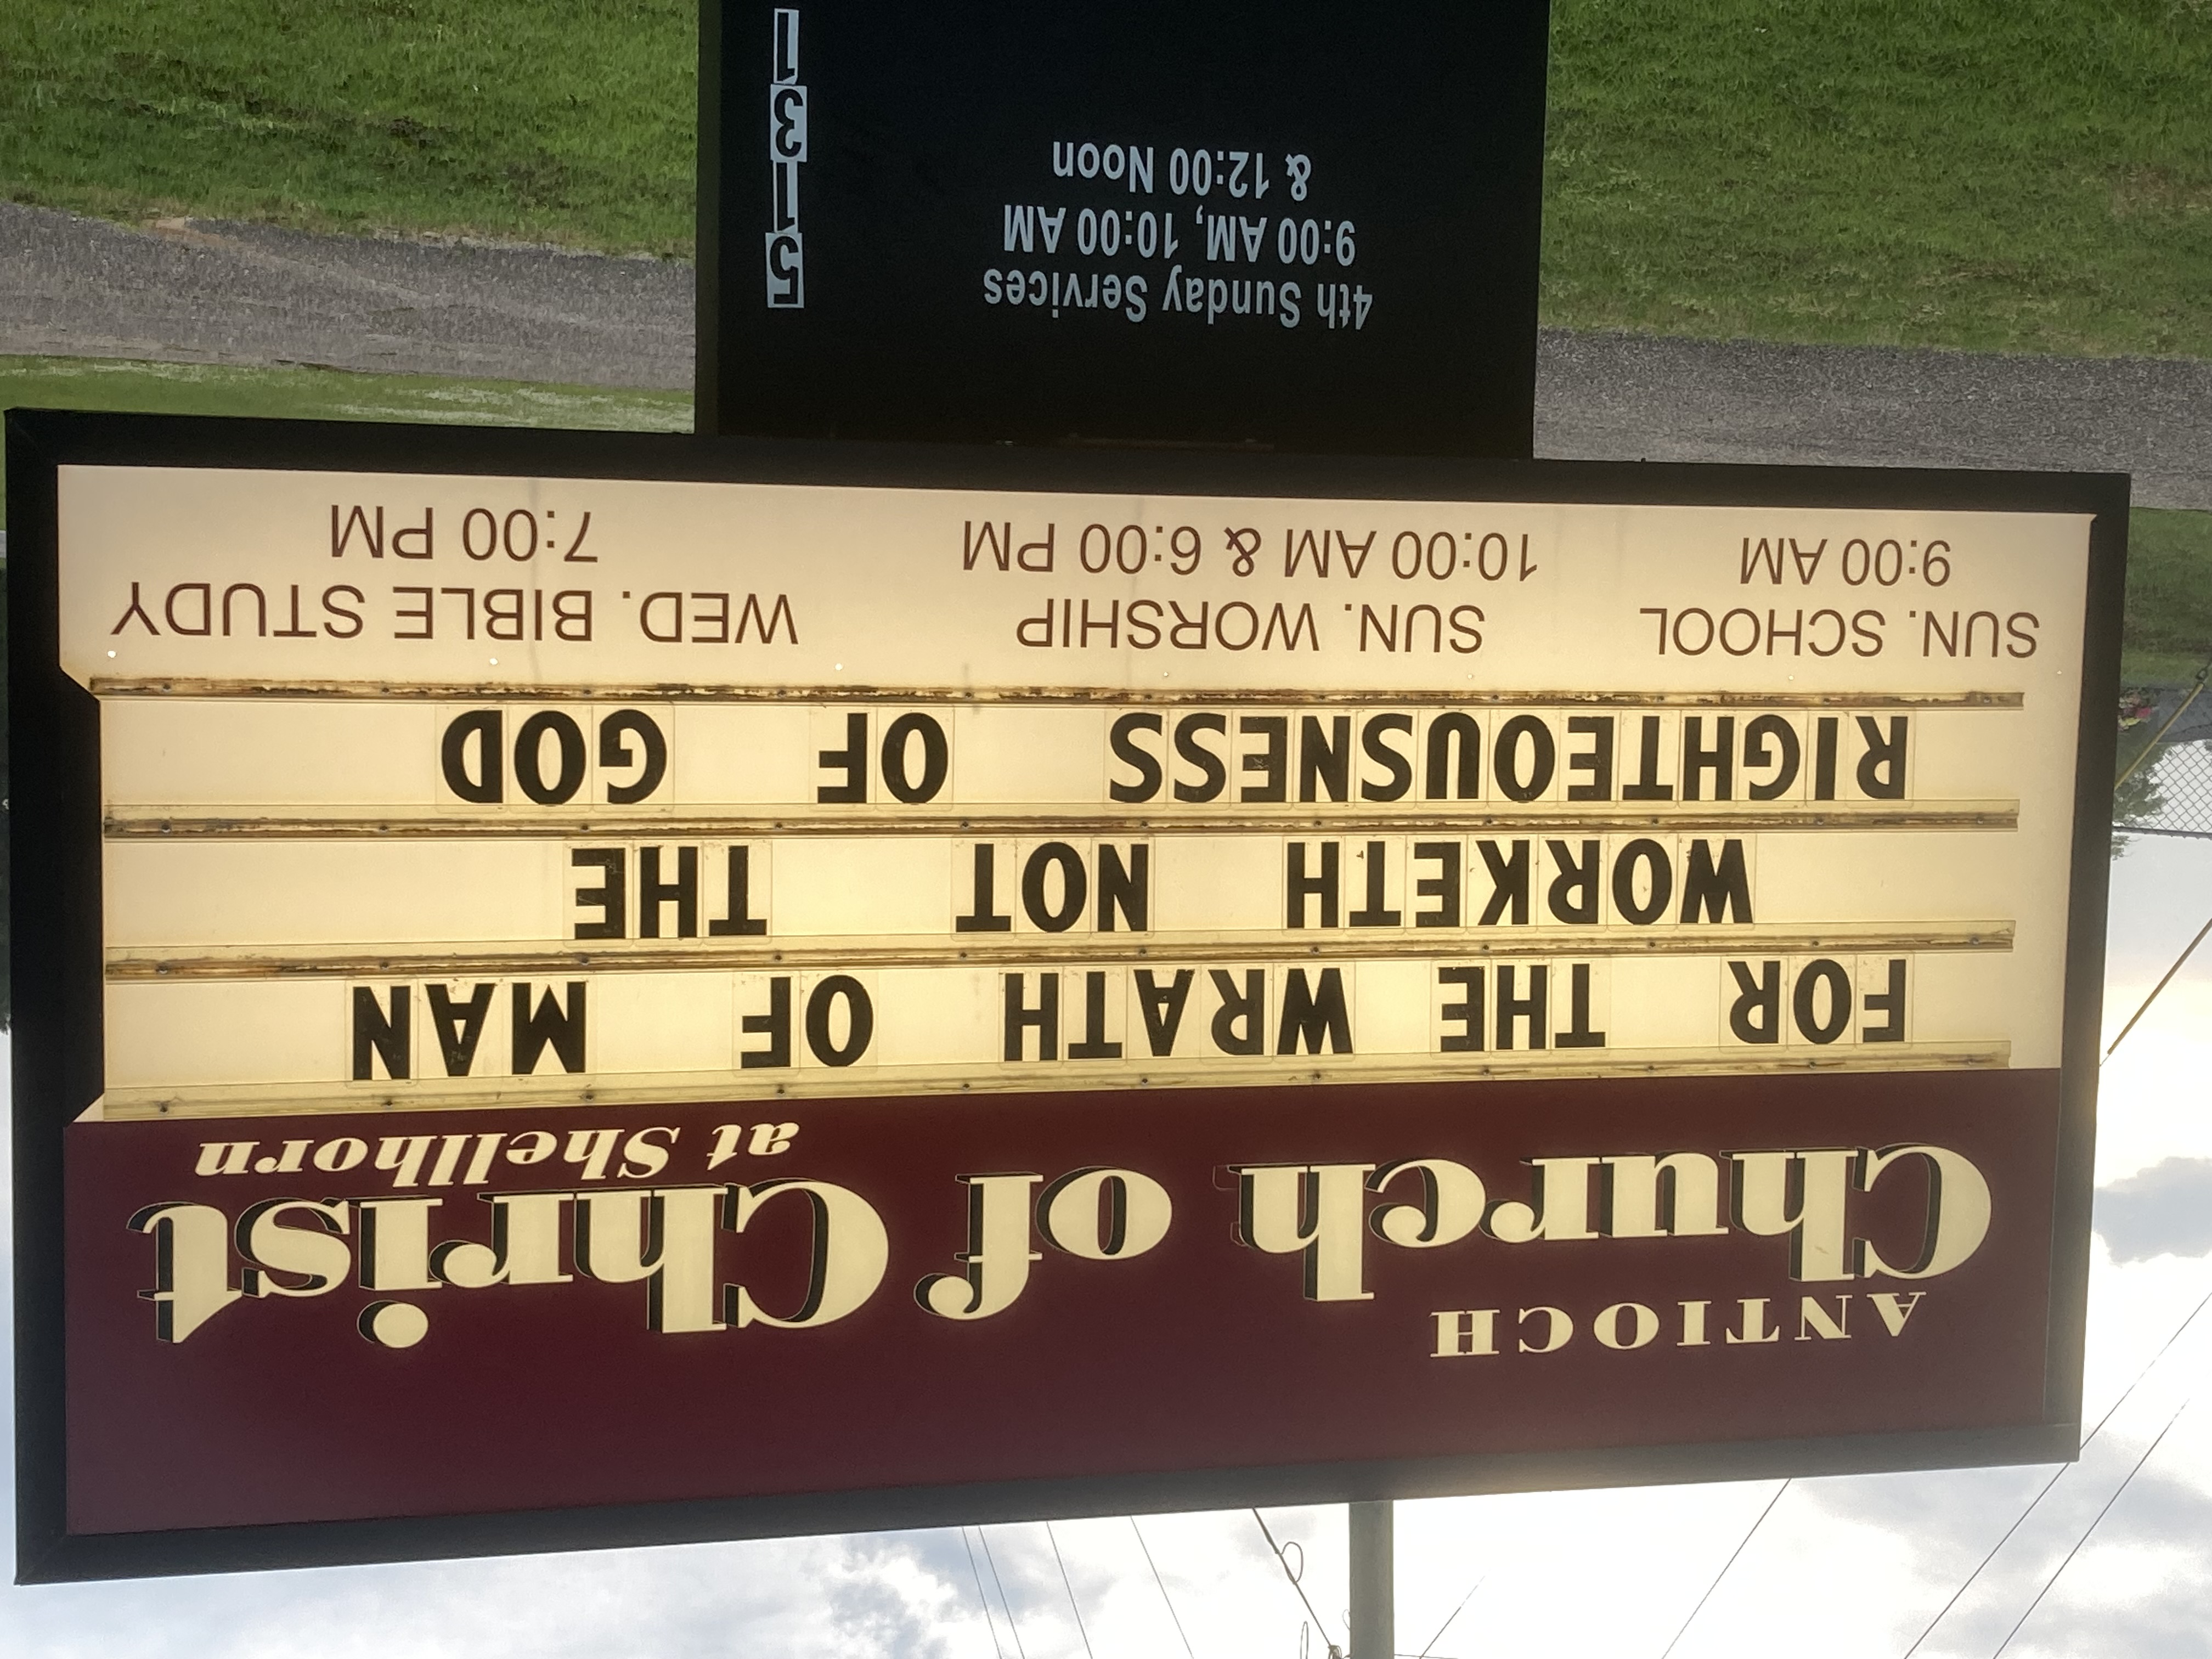 ANTIOCH
Church of Christ
at Shellhorn
FOR THE WRATH OF MAN
WORKETH NOT THE
RIGHTEOUSNESS OF GOD
SUN. SCHOOL
9:00 AM
SUN. WORSHIP
10:00 AM & 6:00 PM
WED. BIBLE STUDY
7:00 PM
4th Sunday Services
9:00 AM, 10:00 AM
& 12:00 Noon
5131